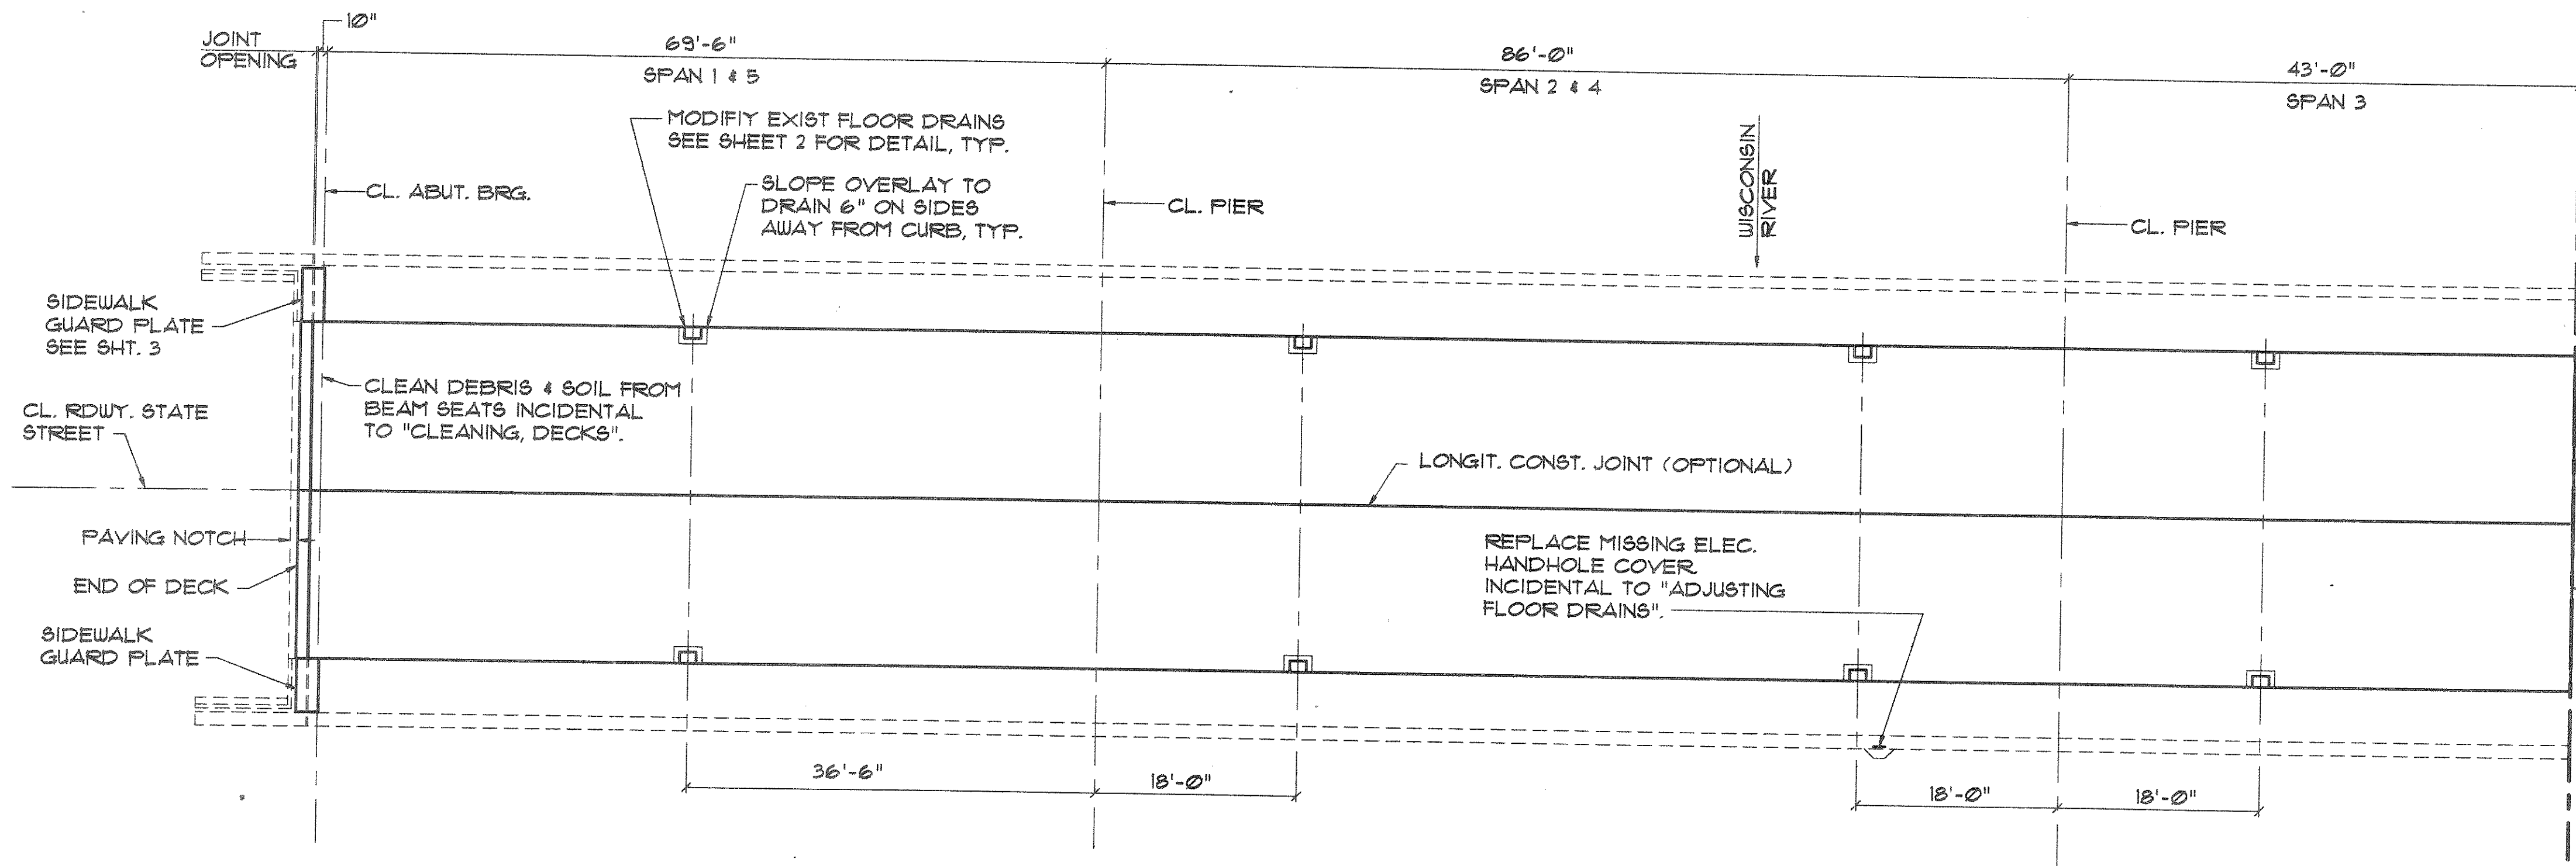 10"
JOINT
OPENING
69'-6"
SPAN 1 & 5
86'-0"
SPAN 2 & 4
43'-0"
SPAN 3
MODIFIY EXIST FLOOR DRAINS
SEE SHEET 2 FOR DETAIL, TYP.
SLOPE OVERLAY TO
DRAIN 6" ON SIDES
AWAY FROM CURB, TYP.
CL. ABUT. BRG.
CL. PIER
WISCONSIN
RIVER
CL. PIER
SIDEWALK
GUARD PLATE
SEE SHT. 3
CLEAN DEBRIS & SOIL FROM
BEAM SEATS INCIDENTAL
TO "CLEANING, DECKS".
CL. RDWY. STATE
STREET
LONGIT. CONST. JOINT (OPTIONAL)
PAVING NOTCH
END OF DECK
REPLACE MISSING ELEC.
HANDHOLE COVER
INCIDENTAL TO "ADJUSTING
FLOOR DRAINS".
SIDEWALK
GUARD PLATE
36'-6"
18'-0"
18'-0"
18'-0"